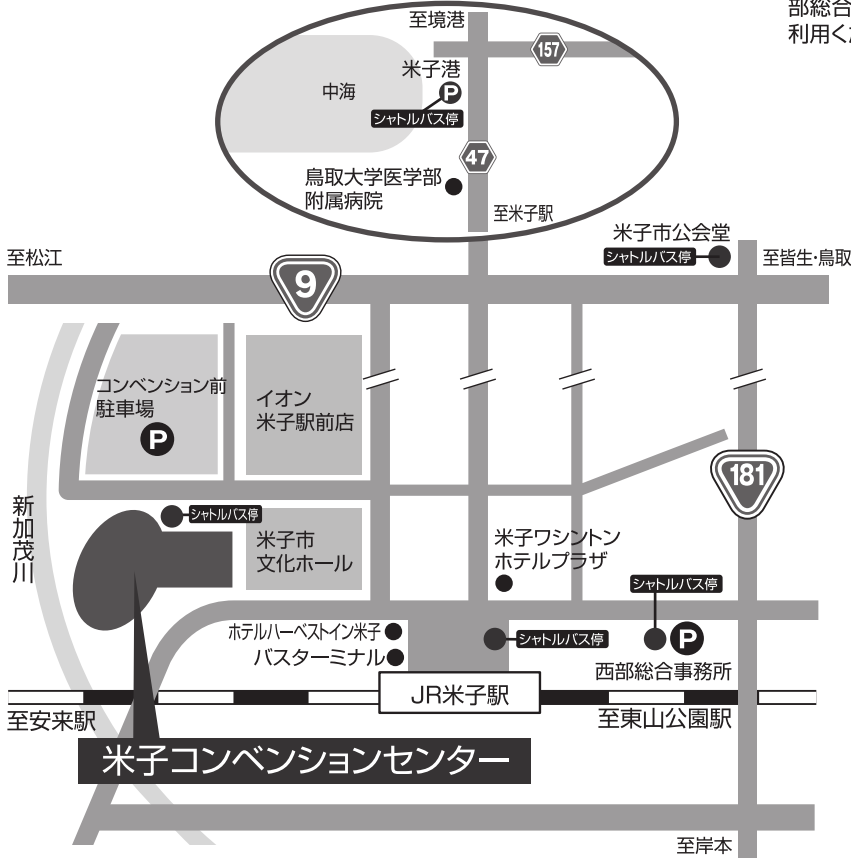 部総合
利用く
至境港
157
米子港
中海
P
シャトルバス停
47
鳥取大学医学部
附属病院
至米子駅
米子市公会堂
シャトルバス停
至松江
至皆生・鳥取
9
コンベンション前
駐車場
P
イオン
米子駅前店
181
新加茂川
シャトルバス停
米子市
文化ホール
米子ワシントン
ホテルプラザ
シャトルバス停
ホテルハーベストイン米子
シャトルバス停
P
バスターミナル
西部総合事務所
JR米子駅
至安来駅
至東山公園駅
米子コンベンションセンター
至岸本